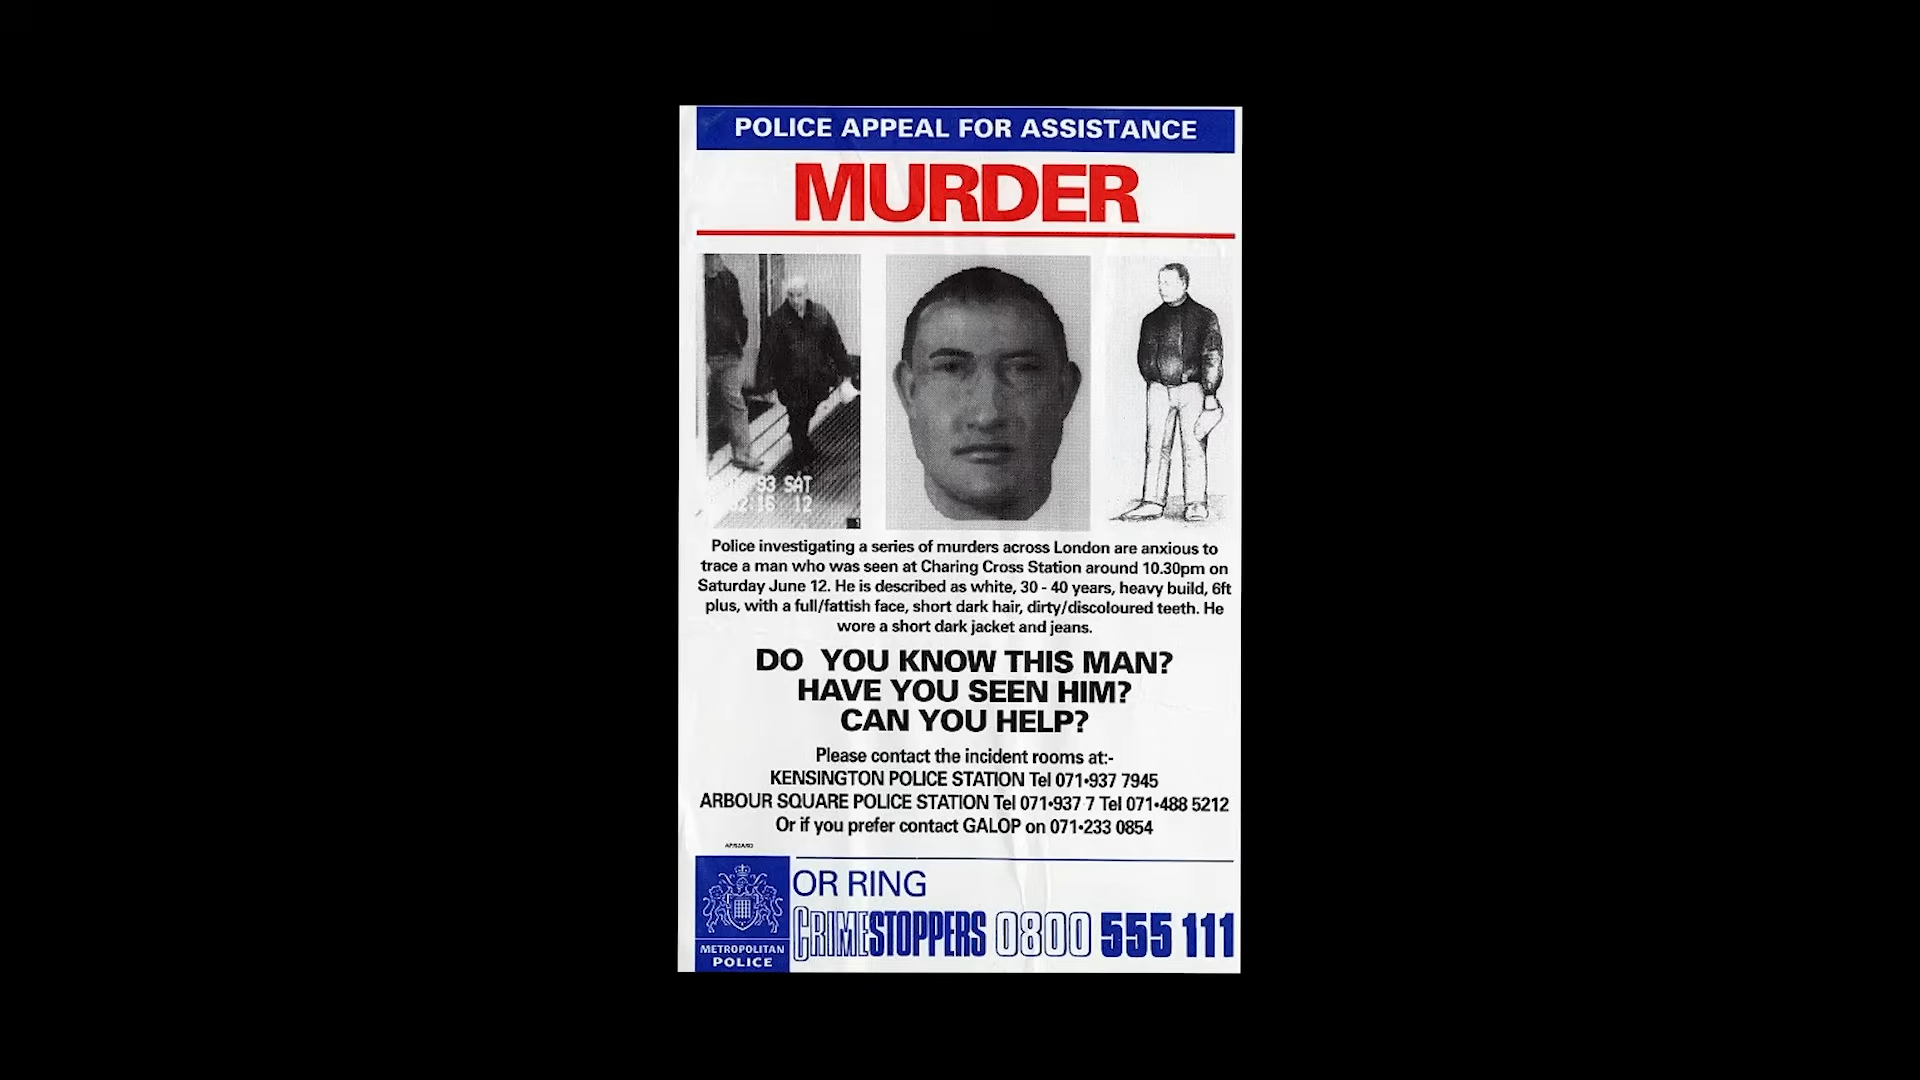 POLICE APPEAL FOR ASSISTANCE
MURDER
93 SAT
2:16 12
Police investigating a series of murders across London are anxious to
trace a man who was seen at Charing Cross Station around 10.30pm on
Saturday June 12. He is described as white, 30 - 40 years, heavy build, 6ft
plus, with a full/fattish face, short dark hair, dirty/discoloured teeth. He
wore a short dark jacket and jeans.
DO YOU KNOW THIS MAN?
HAVE YOU SEEN HIM?
CAN YOU HELP?
Please contact the incident rooms at:-
KENSINGTON POLICE STATION Tel 071•937 7945
ARBOUR SQUARE POLICE STATION Tel 071•937 7 Tel 071•488 5212
Or if you prefer contact GALOP on 071•233 0854
METROPOLITAN
POLICE
OR RING
CRIMESTOPPERS 0800 555 111